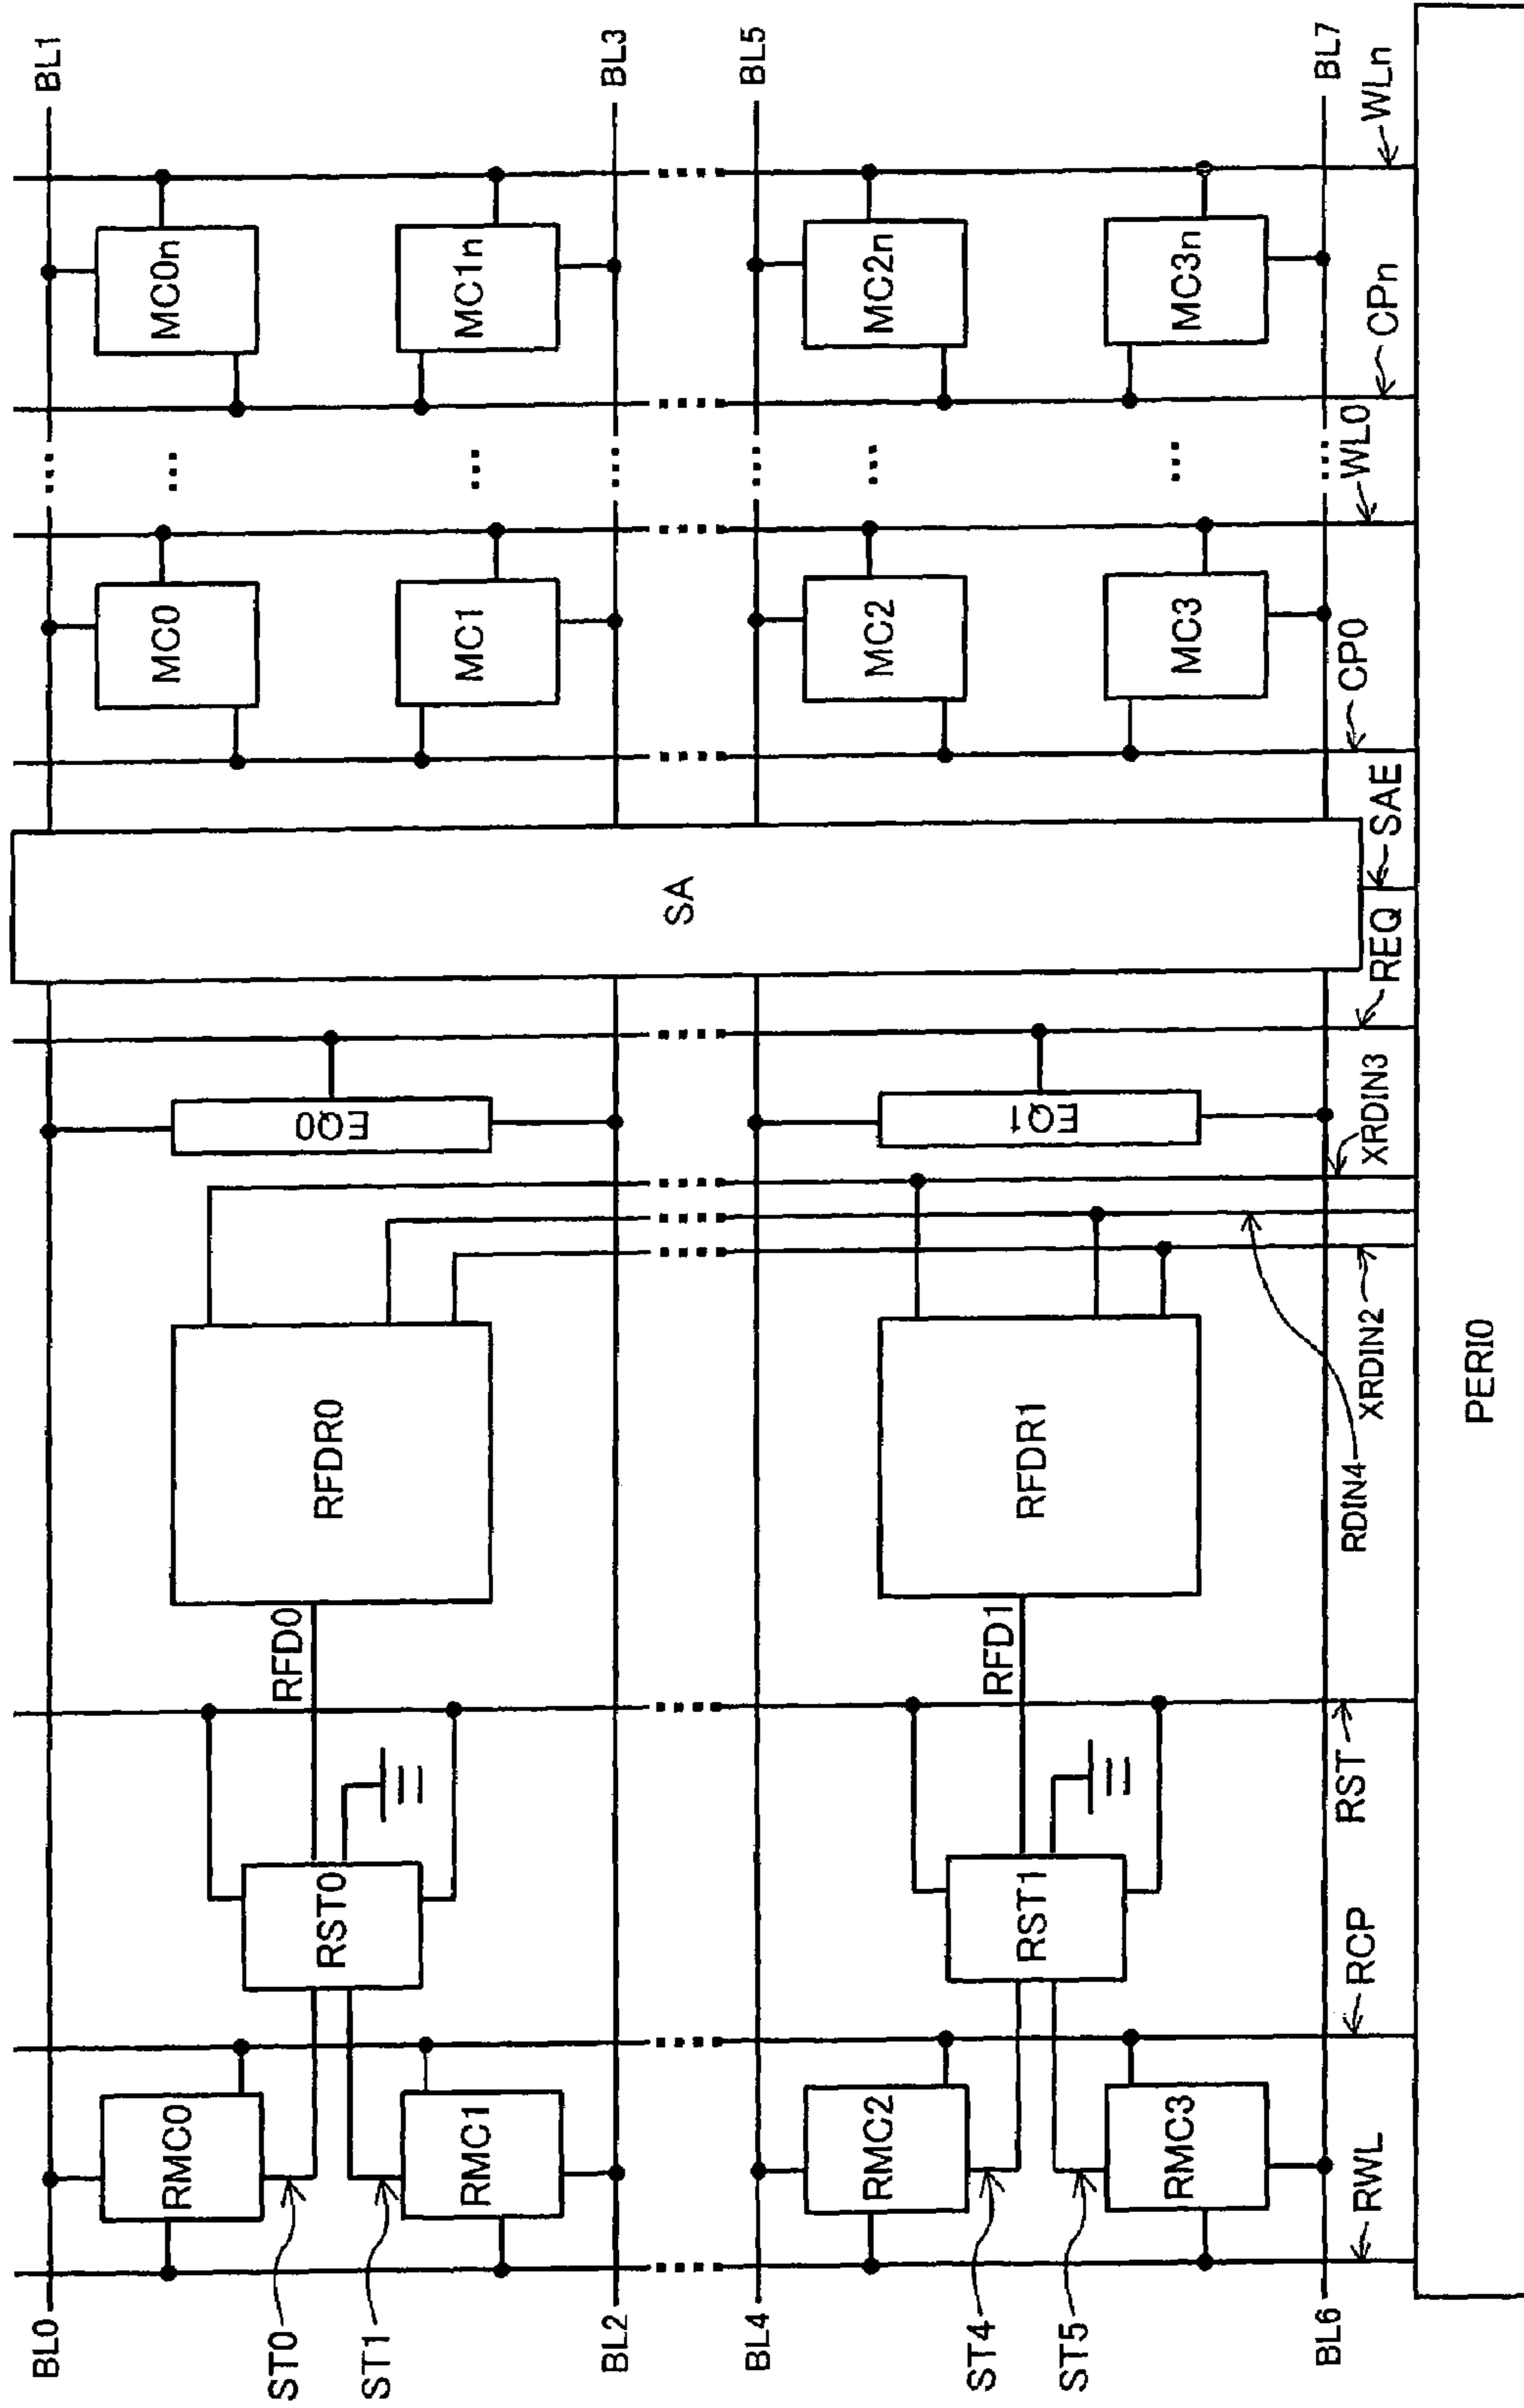 BL1
BL3
BL5
BL7
WLn
MC0n
MC1n
MC2n
MC3n
CPn
...
...
...
...
...
...
...
...
WL0
MC0
MC1
MC2
MC3
CP0
SA
SAE
REQ
EQ0
EQ1
XRDIN3
XRDIN2
RDIN4
RFDR0
RFDR1
PERI0
RFD0
RFD1
RST
RST0
RST1
RCP
RMC0
RMC1
RMC2
RMC3
RWL
BL0
ST0
ST1
BL2
BL4
ST4
ST5
BL6